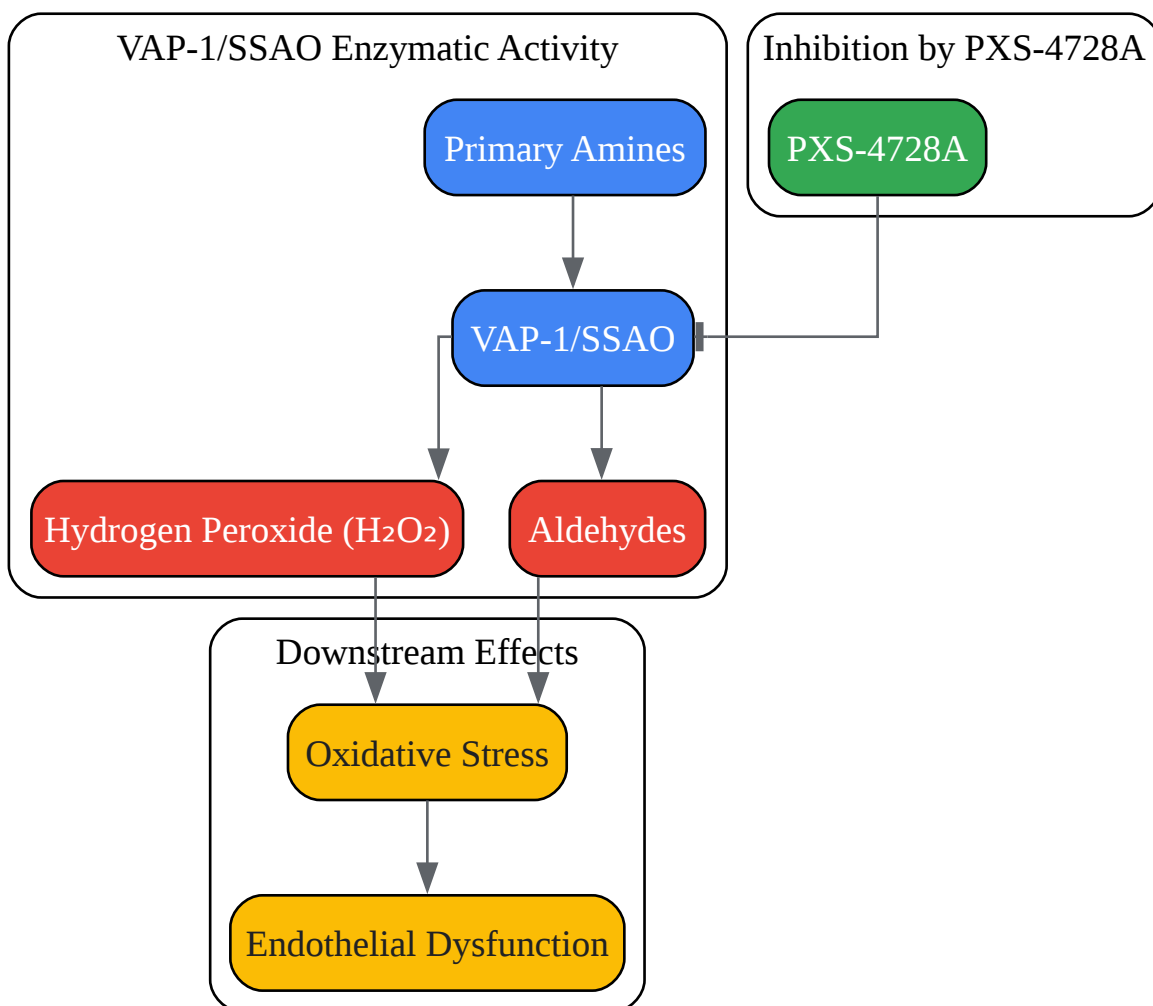 VAP-1/SSAO Enzymatic Activity
Inhibition by PXS-4728A
Primary Amines
PXS-4728A
VAP-1/SSAO
Hydrogen Peroxide (H₂O₂)
Aldehydes
Downstream Effects
Oxidative Stress
Endothelial Dysfunction